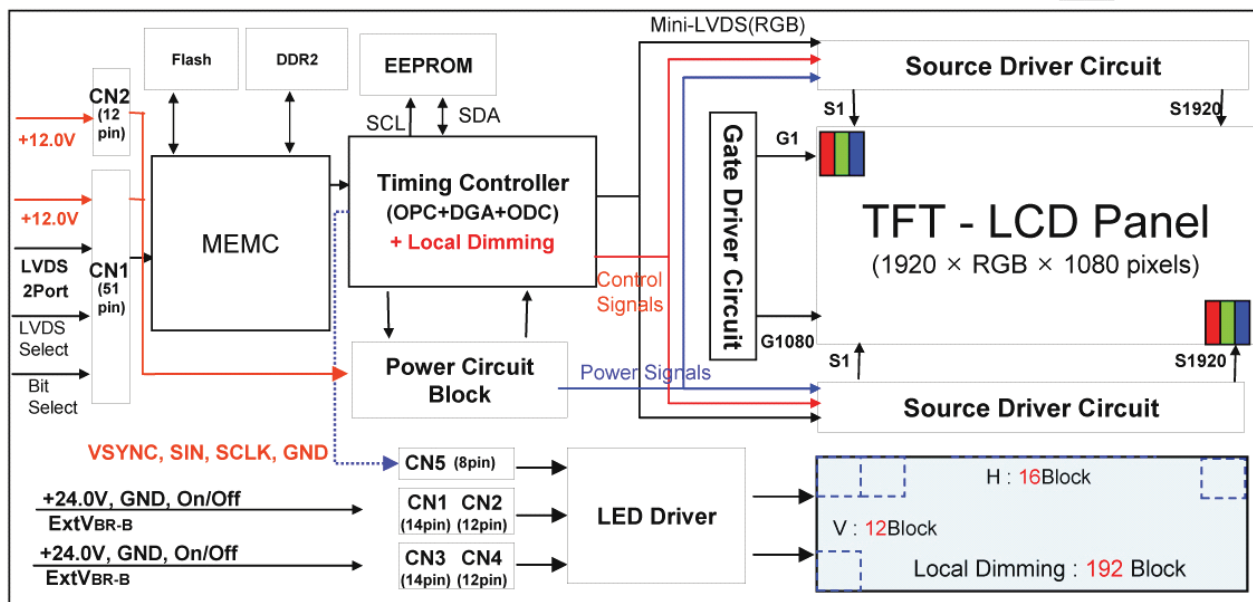 Mini-LVDS(RGB)
Flash
DDR2
EEPROM
Source Driver Circuit
CN2
(12
pin)
SCL
SDA
S1
S1920
+12.0V
Gate Driver Circuit
G1
Timing Controller
(OPC+DGA+ODC)
+ Local Dimming
MEMC
TFT - LCD Panel
(1920 × RGB × 1080 pixels)
+12.0V
LVDS
2Port
CN1
(51
pin)
Control
Signals
LVDS
Select
G1080
S1
S1920
Power Circuit
Block
Power Signals
Bit
Select
Source Driver Circuit
VSYNC, SIN, SCLK, GND
CN5 (8pin)
H : 16Block
+24.0V, GND, On/Off
ExtVBR-B
CN1 CN2
(14pin) (12pin)
LED Driver
V : 12Block
+24.0V, GND, On/Off
ExtVBR-B
CN3 CN4
(14pin) (12pin)
Local Dimming : 192 Block